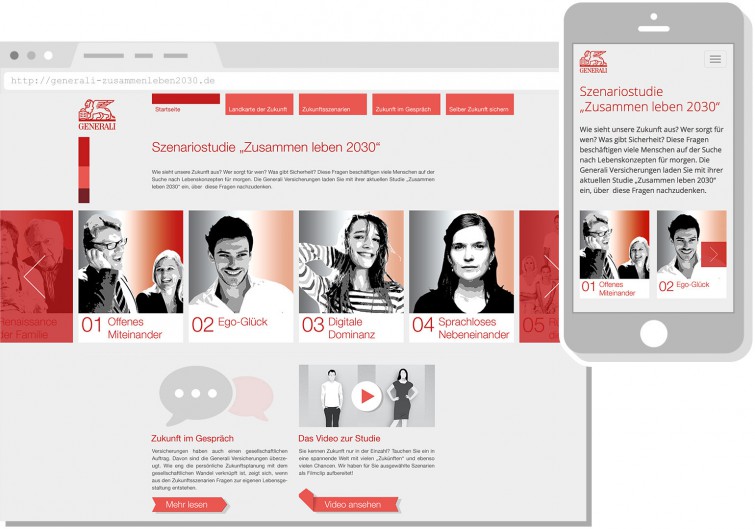 http://generali-zusammenleben2030.de
GENERALI
Startseite
Landkarte der Zukunft
Zukunftsszenarien
Zukunft im Gespräch
Selber Zukunft sichern
Szenariostudie „Zusammen leben 2030“
Wie sieht unsere Zukunft aus? Wer sorgt für wen? Was gibt Sicherheit? Diese Fragen beschäftigen viele Menschen auf der
Suche nach Lebenskonzepten für morgen. Die Generali Versicherungen laden Sie mit ihrer aktuellen Studie „Zusammen
leben 2030“ ein, über diese Fragen nachzudenken.
Renaissance
der Familie
01 Offenes
Miteinander
02 Ego-Glück
03 Digitale
Dominanz
04 Sprachloses
Nebeneinander
05
Zukunft im Gespräch
Versicherungen haben auch einen gesellschaftlichen
Auftrag. Davon sind die Generali Versicherungen überzeu-
gt. Wie eng die persönliche Zukunftsplanung mit dem
gesellschaftlichen Wandel verknüpft ist, zeigt sich, wenn
aus den Zukunftsszenarien Fragen zur eigenen Lebensge-
staltung entstehen.
Mehr lesen
Das Video zur Studie
Sie kennen Zukunft nur in der Einzahl? Tauchen Sie ein in
eine spannende Welt mit vielen „Zukünften“ und ebenso
vielen Chancen. Wir haben für Sie ausgewählte Szenarien
als Filmclip aufbereitet!
Video ansehen
GENERALI
Szenariostudie
„Zusammen leben 2030“
Wie sieht unsere Zukunft aus? Wer sorgt für
wen? Was gibt Sicherheit? Diese Fragen
beschäftigen viele Menschen auf der Suche
nach Lebenskonzepten für morgen. Die
Generali Versicherungen laden Sie mit ihrer
aktuellen Studie „Zusammen leben 2030“
ein, über diese Fragen nachzudenken.
01 Offenes
Miteinander
02 Ego-Glück